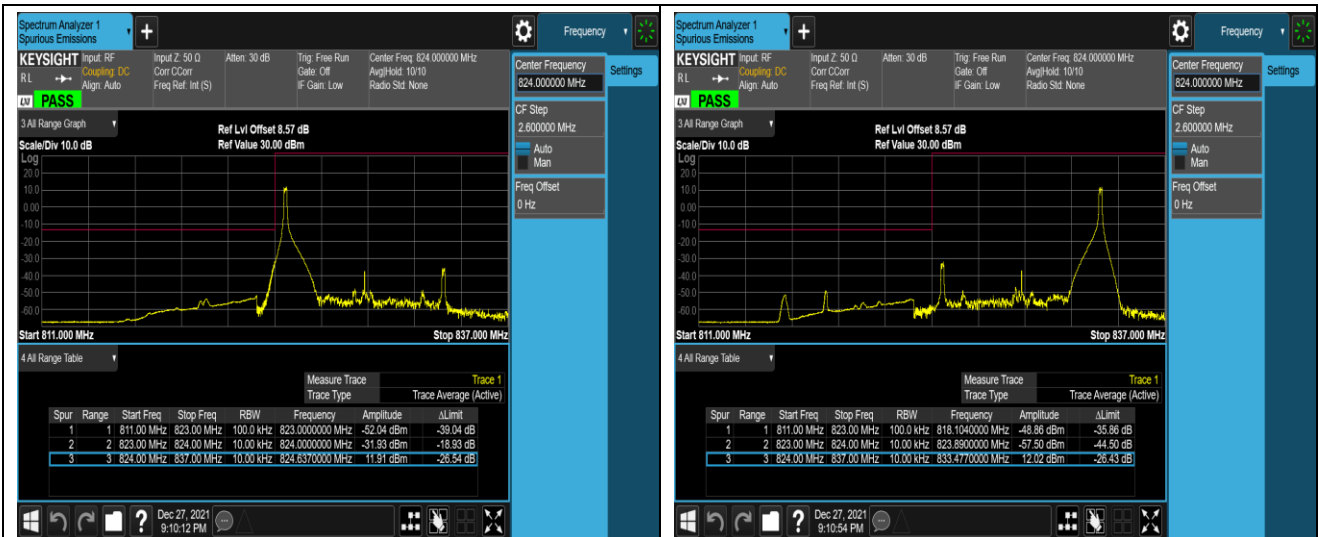 Spectrum Analyzer 1
Spurious Emissions
+
Frequency
KEYSIGHT Input: RF Input Z: 50 Ω Atten: 30 dB Trig: Free Run Center Freq: 824.000000 MHz
RL Coupling: DC Corr CCorr Gate: Off Avg|Hold: 10/10
Align: Auto Freq Ref: Int (S) IF Gain: Low Radio Std: None
LXI PASS
Center Frequency
824.000000 MHz
Settings
CF Step
2.600000 MHz
Auto
Man
Freq Offset
0 Hz
3 All Range Graph
Ref Lvl Offset 8.57 dB
Scale/Div 10.0 dB Ref Value 30.00 dBm
Log
20.0
10.0
0.00
-10.0
-20.0
-30.0
-40.0
-50.0
-60.0
Start 811.000 MHz Stop 837.000 MHz
4 All Range Table
Measure Trace Trace 1
Trace Type Trace Average (Active)
Spur Range Start Freq Stop Freq RBW Frequency Amplitude ΔLimit
1 1 811.00 MHz 823.00 MHz 100.0 kHz 823.0000000 MHz -52.04 dBm -39.04 dB
2 2 823.00 MHz 824.00 MHz 10.00 kHz 824.0000000 MHz -31.93 dBm -18.93 dB
3 3 824.00 MHz 837.00 MHz 10.00 kHz 824.6370000 MHz 11.91 dBm -26.54 dB
? Dec 27, 2021
9:10:12 PM
Spectrum Analyzer 1
Spurious Emissions
+
Frequency
KEYSIGHT Input: RF Input Z: 50 Ω Atten: 30 dB Trig: Free Run Center Freq: 824.000000 MHz
RL Coupling: DC Corr CCorr Gate: Off Avg|Hold: 10/10
Align: Auto Freq Ref: Int (S) IF Gain: Low Radio Std: None
LXI PASS
Center Frequency
824.000000 MHz
Settings
CF Step
2.600000 MHz
Auto
Man
Freq Offset
0 Hz
3 All Range Graph
Ref Lvl Offset 8.57 dB
Scale/Div 10.0 dB Ref Value 30.00 dBm
Log
20.0
10.0
0.00
-10.0
-20.0
-30.0
-40.0
-50.0
-60.0
Start 811.000 MHz Stop 837.000 MHz
4 All Range Table
Measure Trace Trace 1
Trace Type Trace Average (Active)
Spur Range Start Freq Stop Freq RBW Frequency Amplitude ΔLimit
1 1 811.00 MHz 823.00 MHz 100.0 kHz 818.1040000 MHz -48.86 dBm -35.86 dB
2 2 823.00 MHz 824.00 MHz 10.00 kHz 823.8900000 MHz -57.50 dBm -44.50 dB
3 3 824.00 MHz 837.00 MHz 10.00 kHz 833.4770000 MHz 12.02 dBm -26.43 dB
? Dec 27, 2021
9:10:54 PM